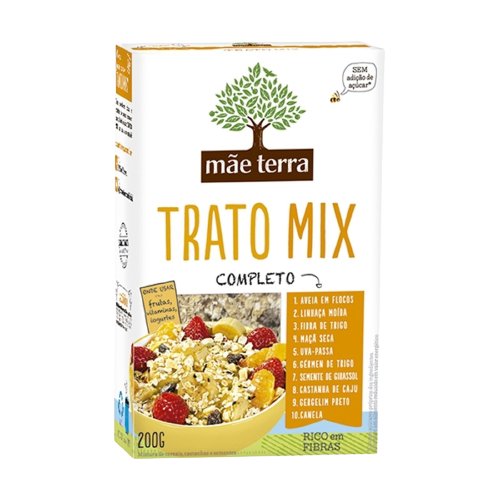 SEM
adição de
açúcar*
mãe terra
TRATO MIX
COMPLETO
ONDE USAR
frutas,
vitaminas,
iogurtes
1. AVEIA EM FLOCOS
2. LINHAÇA MOÍDA
3. FIBRA DE TRIGO
4. MAÇÃ SECA
5. UVA-PASSA
6. GÉRMEN DE TRIGO
7. SEMENTE DE GIRASSOL
8. CASTANHA DE CAJU
9. GERGELIM PRETO
10. CANELA
200G
RICO em
FIBRAS